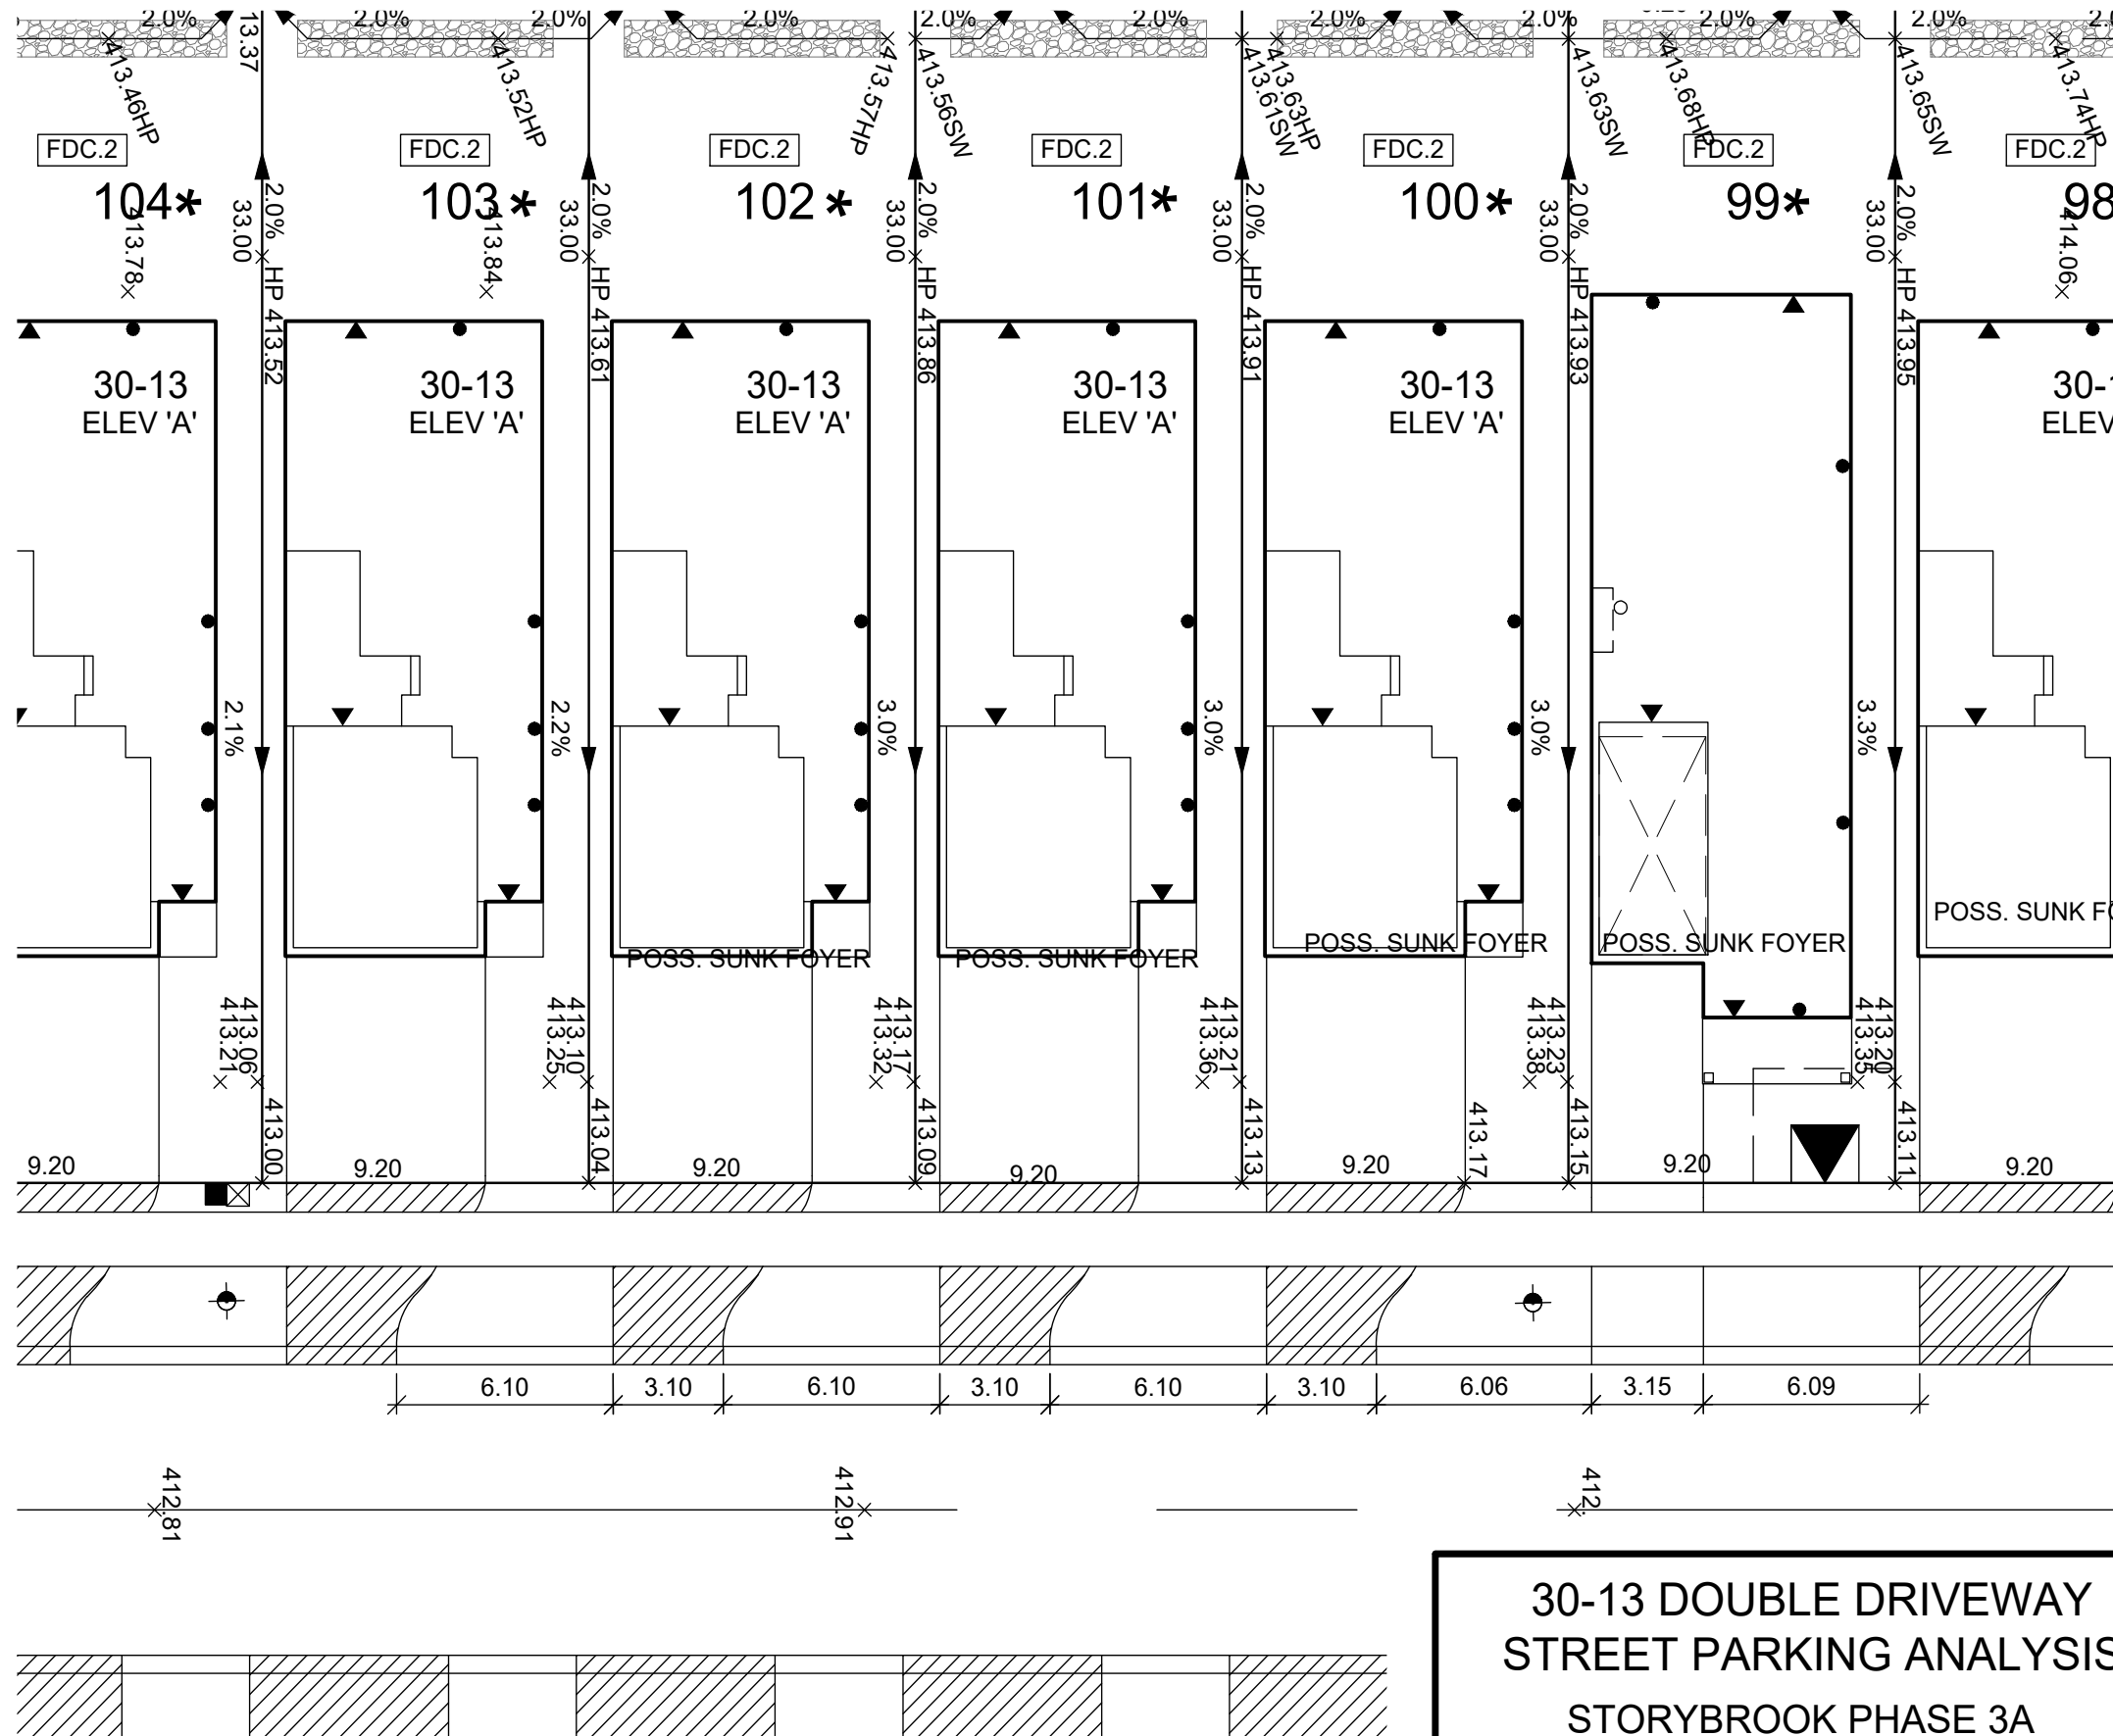 2.0% 2.0% 2.0% 2.0% 2.0% 2.0% 2.0% 2.0% 2.0% 2.0%
13.37
413.46HP 413.52HP 413.57HP 413.56SW 413.61SW 413.63HP 413.63SW 413.68HP 413.65SW 413.74HP
FDC.2 FDC.2 FDC.2 FDC.2 FDC.2 FDC.2 FDC.2
104* 103* 102* 101* 100* 99* 98
33.00 2.0% 33.00 2.0% 33.00 2.0% 33.00 2.0% 33.00 2.0% 33.00 2.0%
413.78 413.84 414.06
HP 413.52 HP 413.61 HP 413.86 HP 413.91 HP 413.93 HP 413.95
30-13 30-13 30-13 30-13 30-13 30-1
ELEV 'A' ELEV 'A' ELEV 'A' ELEV 'A' ELEV 'A' ELEV
2.1% 2.2% 3.0% 3.0% 3.0% 3.3%
POSS. SUNK FOYER POSS. SUNK FOYER POSS. SUNK FOYER POSS. SUNK FOYER POSS. SUNK FO
413.21 413.06 413.25 413.10 413.32 413.17 413.36 413.21 413.38 413.23 413.35 413.20
413.00 413.04 413.09 413.13 413.17 413.15 413.11
9.20 9.20 9.20 9.20 9.20 9.20 9.20
6.10 3.10 6.10 3.10 6.10 3.10 6.06 3.15 6.09
412.81 412.91 412.
30-13 DOUBLE DRIVEWAY
STREET PARKING ANALYSIS
STORYBROOK PHASE 3A